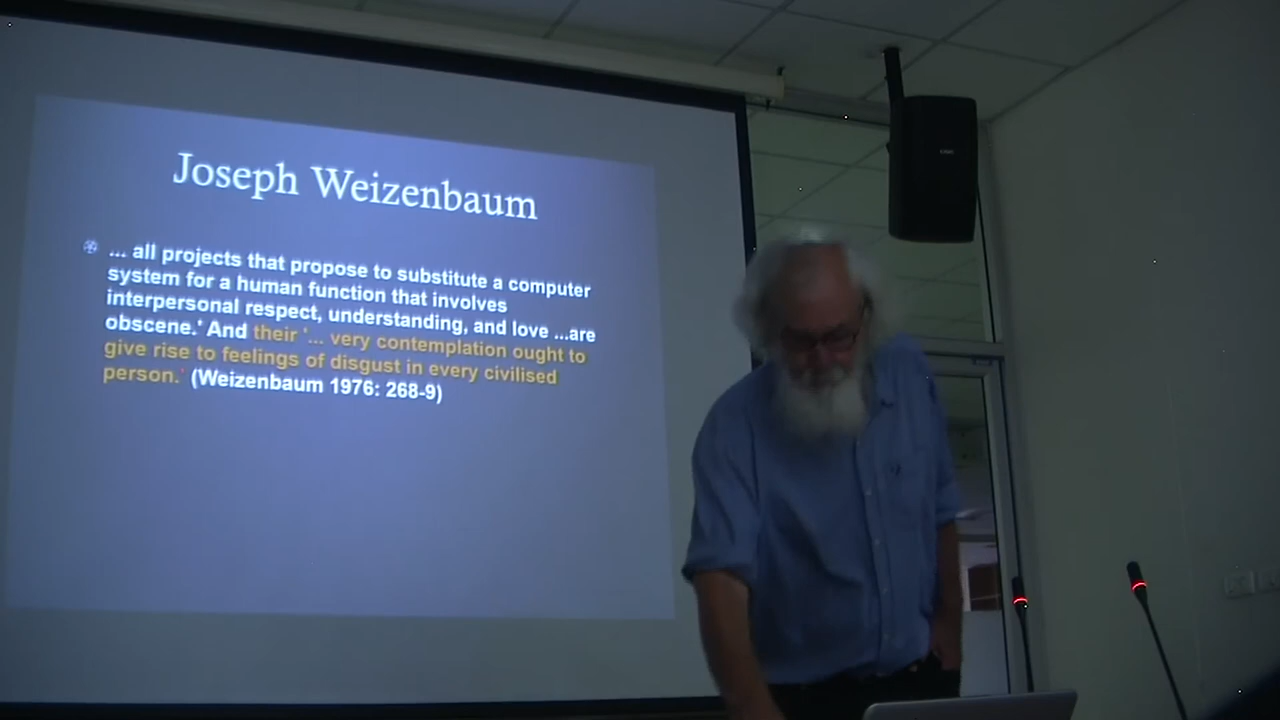 Joseph Weizenbaum
... all projects that propose to substitute a computer
system for a human function that involves
interpersonal respect, understanding, and love ...are
obscene.' And their '... very contemplation ought to
give rise to feelings of disgust in every civilised
person.' (Weizenbaum 1976: 268-9)